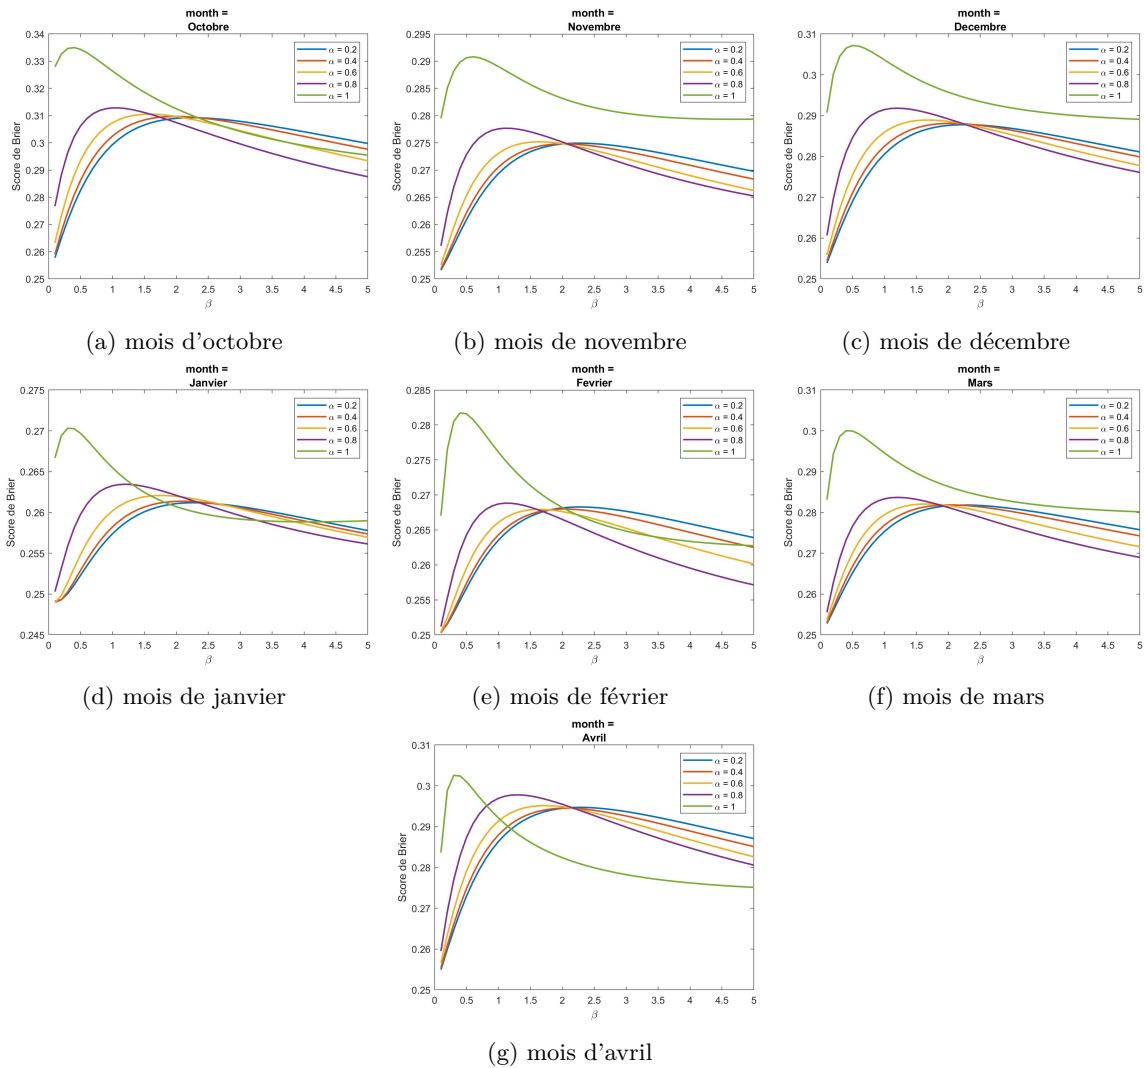 month =
Octobre
Score de Brier
0.34
0.33
0.32
0.31
0.3
0.29
0.28
0.27
0.26
0.25
0 0.5 1 1.5 2 2.5 3 3.5 4 4.5 5
β
α = 0.2
α = 0.4
α = 0.6
α = 0.8
α = 1
(a) mois d'octobre
month =
Novembre
Score de Brier
0.295
0.29
0.285
0.28
0.275
0.27
0.265
0.26
0.255
0.25
0 0.5 1 1.5 2 2.5 3 3.5 4 4.5 5
β
α = 0.2
α = 0.4
α = 0.6
α = 0.8
α = 1
(b) mois de novembre
month =
Decembre
Score de Brier
0.31
0.3
0.29
0.28
0.27
0.26
0.25
0 0.5 1 1.5 2 2.5 3 3.5 4 4.5 5
β
α = 0.2
α = 0.4
α = 0.6
α = 0.8
α = 1
(c) mois de décembre
month =
Janvier
Score de Brier
0.275
0.27
0.265
0.26
0.255
0.25
0.245
0 0.5 1 1.5 2 2.5 3 3.5 4 4.5 5
β
α = 0.2
α = 0.4
α = 0.6
α = 0.8
α = 1
(d) mois de janvier
month =
Fevrier
Score de Brier
0.285
0.28
0.275
0.27
0.265
0.26
0.255
0.25
0 0.5 1 1.5 2 2.5 3 3.5 4 4.5 5
β
α = 0.2
α = 0.4
α = 0.6
α = 0.8
α = 1
(e) mois de février
month =
Mars
Score de Brier
0.31
0.3
0.29
0.28
0.27
0.26
0.25
0 0.5 1 1.5 2 2.5 3 3.5 4 4.5 5
β
α = 0.2
α = 0.4
α = 0.6
α = 0.8
α = 1
(f) mois de mars
month =
Avril
Score de Brier
0.31
0.3
0.29
0.28
0.27
0.26
0.25
0 0.5 1 1.5 2 2.5 3 3.5 4 4.5 5
β
α = 0.2
α = 0.4
α = 0.6
α = 0.8
α = 1
(g) mois d'avril